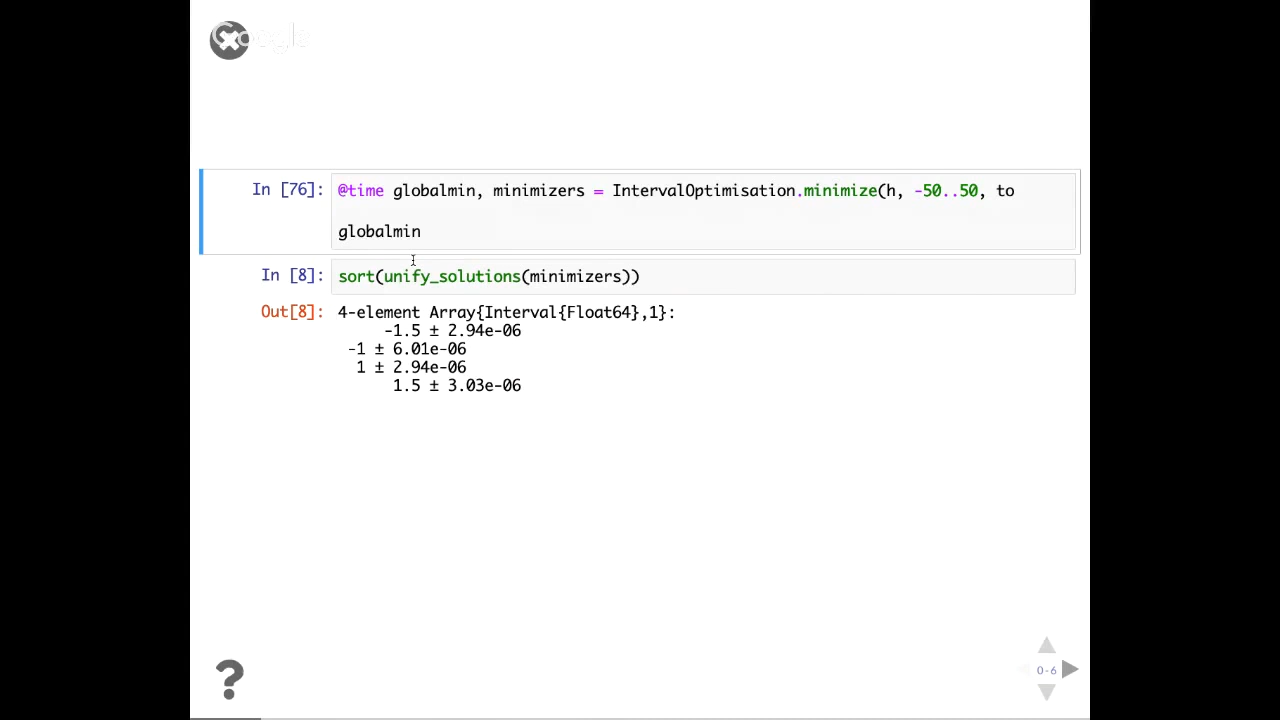 Google
In [76]: @time globalmin, minimizers = IntervalOptimisation.minimize(h, -50..50, to
globalmin
In [8]: sort(unify_solutions(minimizers))
Out[8]: 4-element Array{Interval{Float64},1}:
-1.5 ± 2.94e-06
-1 ± 6.01e-06
1 ± 2.94e-06
1.5 ± 3.03e-06
?
0-6